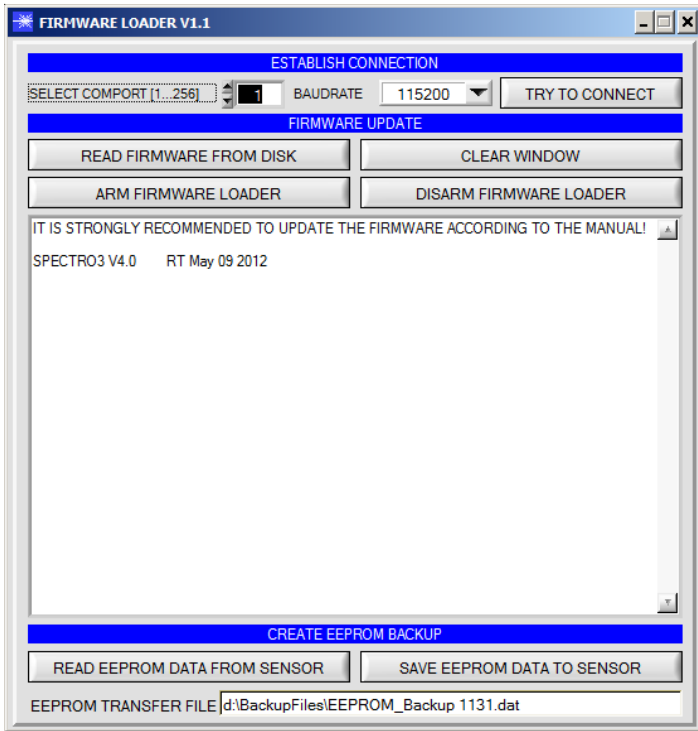 FIRMWARE LOADER V1.1
ESTABLISH CONNECTION
SELECT COMPORT [1...256] 1 BAUDRATE 115200 TRY TO CONNECT
FIRMWARE UPDATE
READ FIRMWARE FROM DISK CLEAR WINDOW
ARM FIRMWARE LOADER DISARM FIRMWARE LOADER
IT IS STRONGLY RECOMMENDED TO UPDATE THE FIRMWARE ACCORDING TO THE MANUAL!
SPECTRO3 V4.0 RT May 09 2012
CREATE EEPROM BACKUP
READ EEPROM DATA FROM SENSOR SAVE EEPROM DATA TO SENSOR
EEPROM TRANSFER FILE d:\BackupFiles\EEPROM_Backup 1131.dat